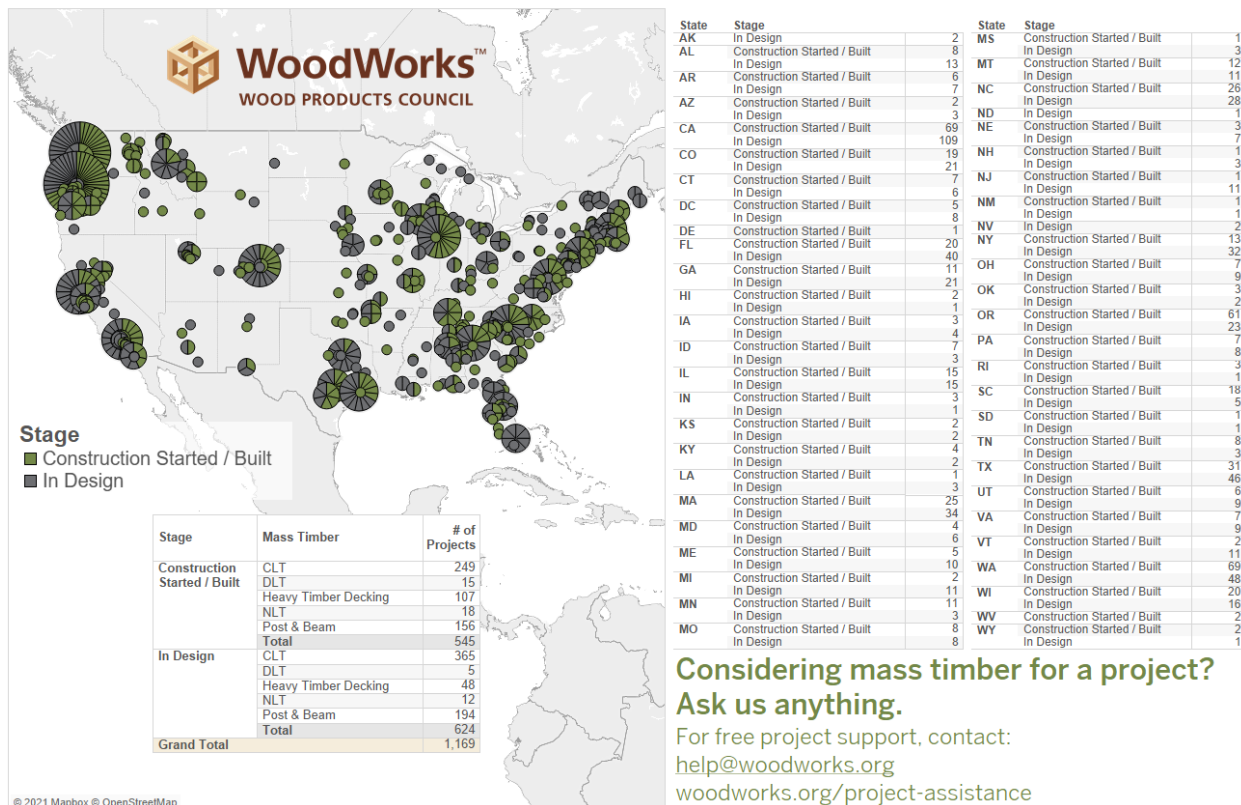 WoodWorks™
WOOD PRODUCTS COUNCIL
Stage
Construction Started / Built
In Design
Stage Mass Timber # of Projects
Construction Started / Built CLT 249
DLT 15
Heavy Timber Decking 107
NLT 18
Post & Beam 156
Total 545
In Design CLT 365
DLT 5
Heavy Timber Decking 48
NLT 12
Post & Beam 194
Total 624
Grand Total 1,169
© 2021 Mapbox © OpenStreetMap
State Stage
AK In Design 2
AL Construction Started / Built 8
In Design 13
AR Construction Started / Built 6
In Design 7
AZ Construction Started / Built 2
In Design 3
CA Construction Started / Built 69
In Design 109
CO Construction Started / Built 19
In Design 21
CT Construction Started / Built 7
In Design 6
DC Construction Started / Built 5
In Design 8
DE Construction Started / Built 1
FL Construction Started / Built 20
In Design 40
GA Construction Started / Built 11
In Design 21
HI Construction Started / Built 2
In Design 1
IA Construction Started / Built 3
In Design 4
ID Construction Started / Built 7
In Design 3
IL Construction Started / Built 15
In Design 15
IN Construction Started / Built 3
In Design 1
KS Construction Started / Built 2
In Design 2
KY Construction Started / Built 4
In Design 2
LA Construction Started / Built 1
In Design 3
MA Construction Started / Built 25
In Design 34
MD Construction Started / Built 4
In Design 6
ME Construction Started / Built 5
In Design 10
MI Construction Started / Built 2
In Design 11
MN Construction Started / Built 11
In Design 3
MO Construction Started / Built 8
In Design 8
State Stage
MS Construction Started / Built 1
In Design 3
MT Construction Started / Built 12
In Design 11
NC Construction Started / Built 26
In Design 28
ND In Design 1
NE Construction Started / Built 3
In Design 7
NH Construction Started / Built 1
In Design 3
NJ Construction Started / Built 1
In Design 11
NM Construction Started / Built 1
In Design 1
NV In Design 2
NY Construction Started / Built 13
In Design 32
OH Construction Started / Built 7
In Design 9
OK Construction Started / Built 3
In Design 2
OR Construction Started / Built 61
In Design 23
PA Construction Started / Built 7
In Design 8
RI Construction Started / Built 3
In Design 1
SC Construction Started / Built 18
In Design 5
SD Construction Started / Built 1
In Design 1
TN Construction Started / Built 8
In Design 3
TX Construction Started / Built 31
In Design 46
UT Construction Started / Built 6
In Design 9
VA Construction Started / Built 7
In Design 9
VT Construction Started / Built 2
In Design 11
WA Construction Started / Built 69
In Design 48
WI Construction Started / Built 20
In Design 16
WV Construction Started / Built 2
WY Construction Started / Built 2
In Design 1
Considering mass timber for a project?
Ask us anything.
For free project support, contact:
help@woodworks.org
woodworks.org/project-assistance